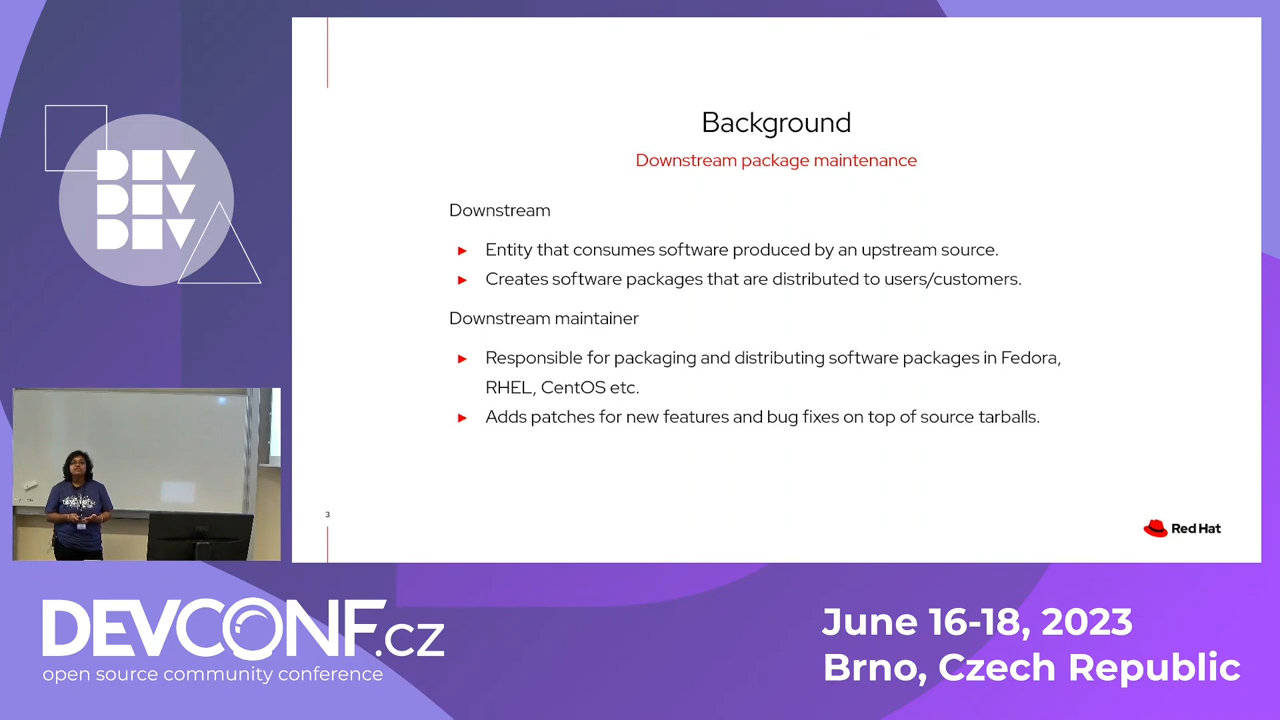 DEV
DEV
DEV
Background
Downstream package maintenance
Downstream
► Entity that consumes software produced by an upstream source.
► Creates software packages that are distributed to users/customers.
Downstream maintainer
► Responsible for packaging and distributing software packages in Fedora,
RHEL, CentOS etc.
► Adds patches for new features and bug fixes on top of source tarballs.
3
Red Hat
DEVCONF.cz
open source community conference
June 16-18, 2023
Brno, Czech Republic